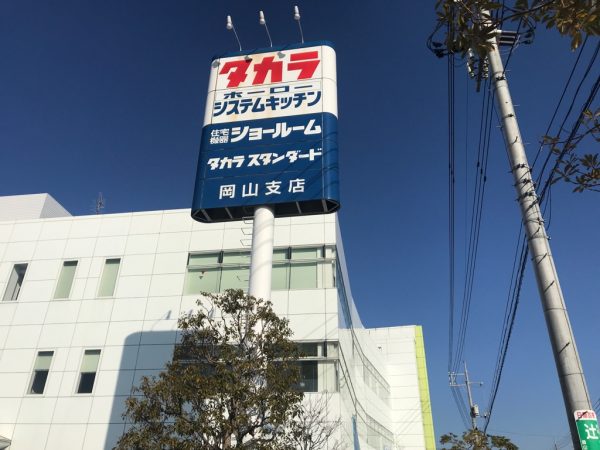 タカラ
ホーロー
システムキッチン
住宅機器 ショールーム
タカラスタンダード
岡山支店
辻